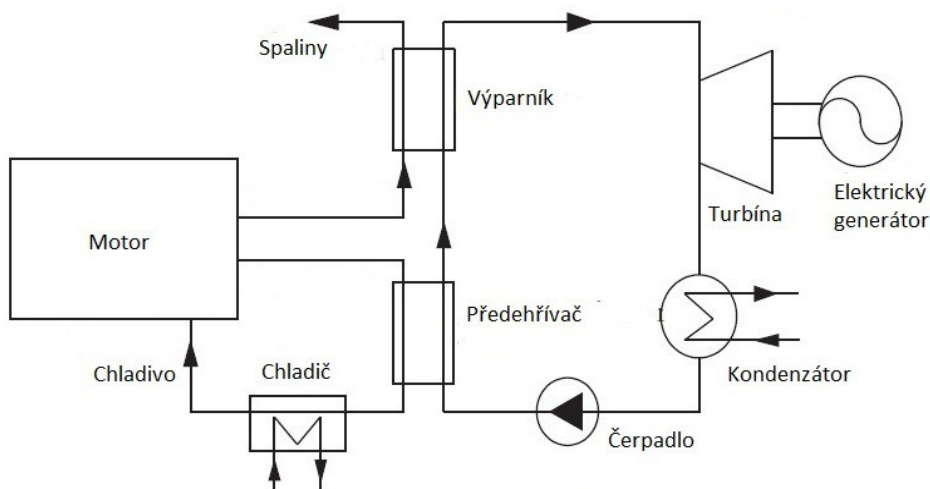 Spaliny
Výparník
Elektrický
generátor
Turbína
Motor
Předehřívač
Chladivo
Chladič
Kondenzátor
Čerpadlo